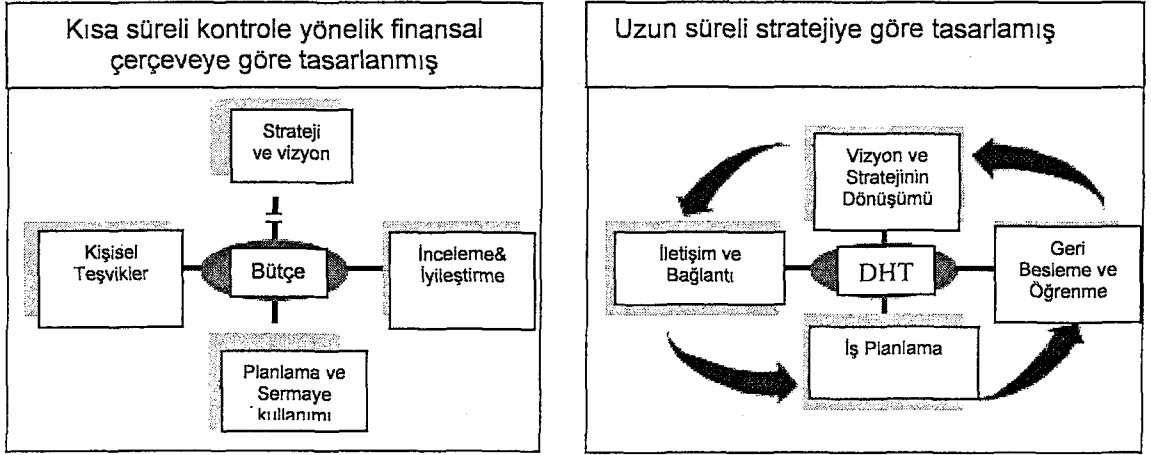 Kısa süreli kontrole yönelik finansal
çerçeveye göre tasarlanmış
Strateji
ve vizyon
Kişisel
Teşvikler
Bütçe
İnceleme&
İyileştirme
Planlama ve
Sermaye
kullanımı
Uzun süreli stratejiye göre tasarlamış
Vizyon ve
Stratejinin
Dönüşümü
İletişim ve
Bağlantı
DHT
Geri
Besleme ve
Öğrenme
İş Planlama